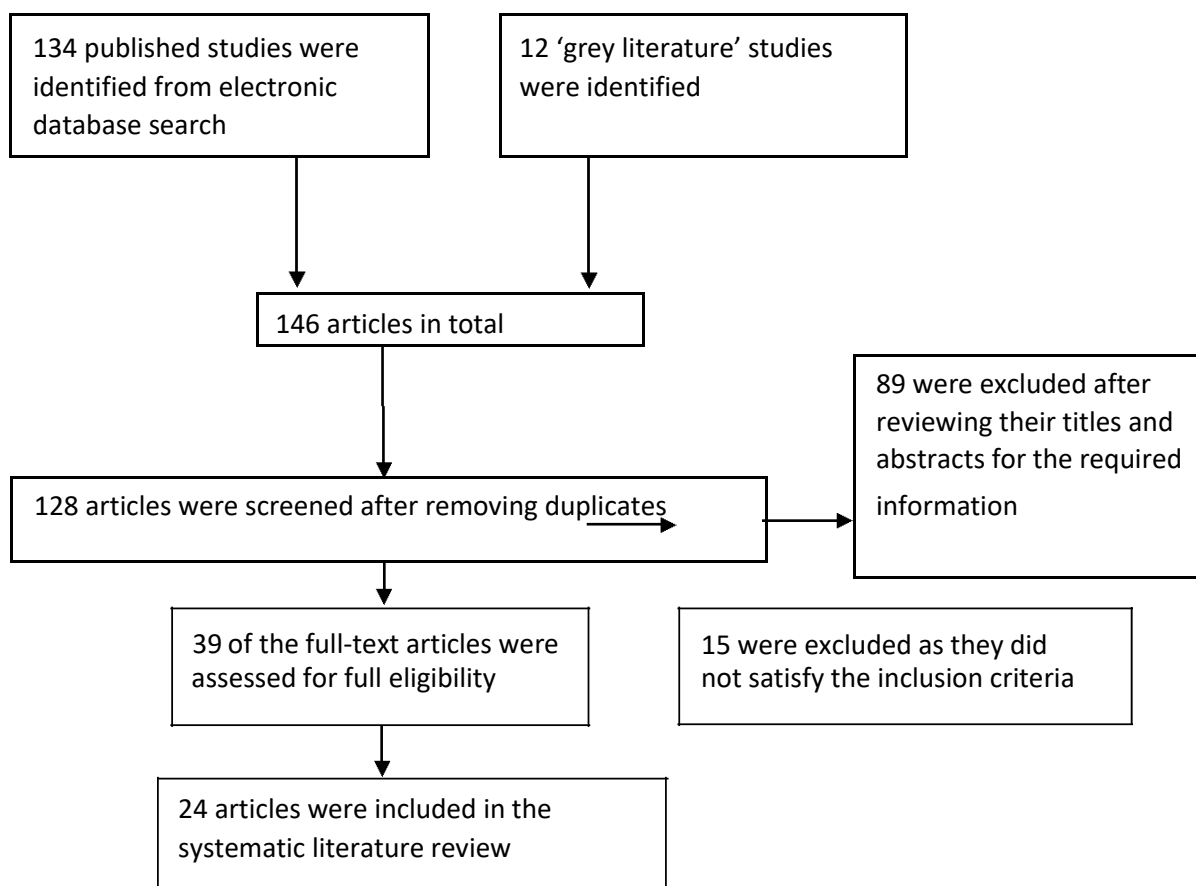 134 published studies were
identified from electronic
database search
12 ‘grey literature’ studies
were identified
146 articles in total
89 were excluded after
reviewing their titles and
abstracts for the required
information
128 articles were screened after removing duplicates
39 of the full-text articles were
assessed for full eligibility
15 were excluded as they did
not satisfy the inclusion criteria
24 articles were included in the
systematic literature review